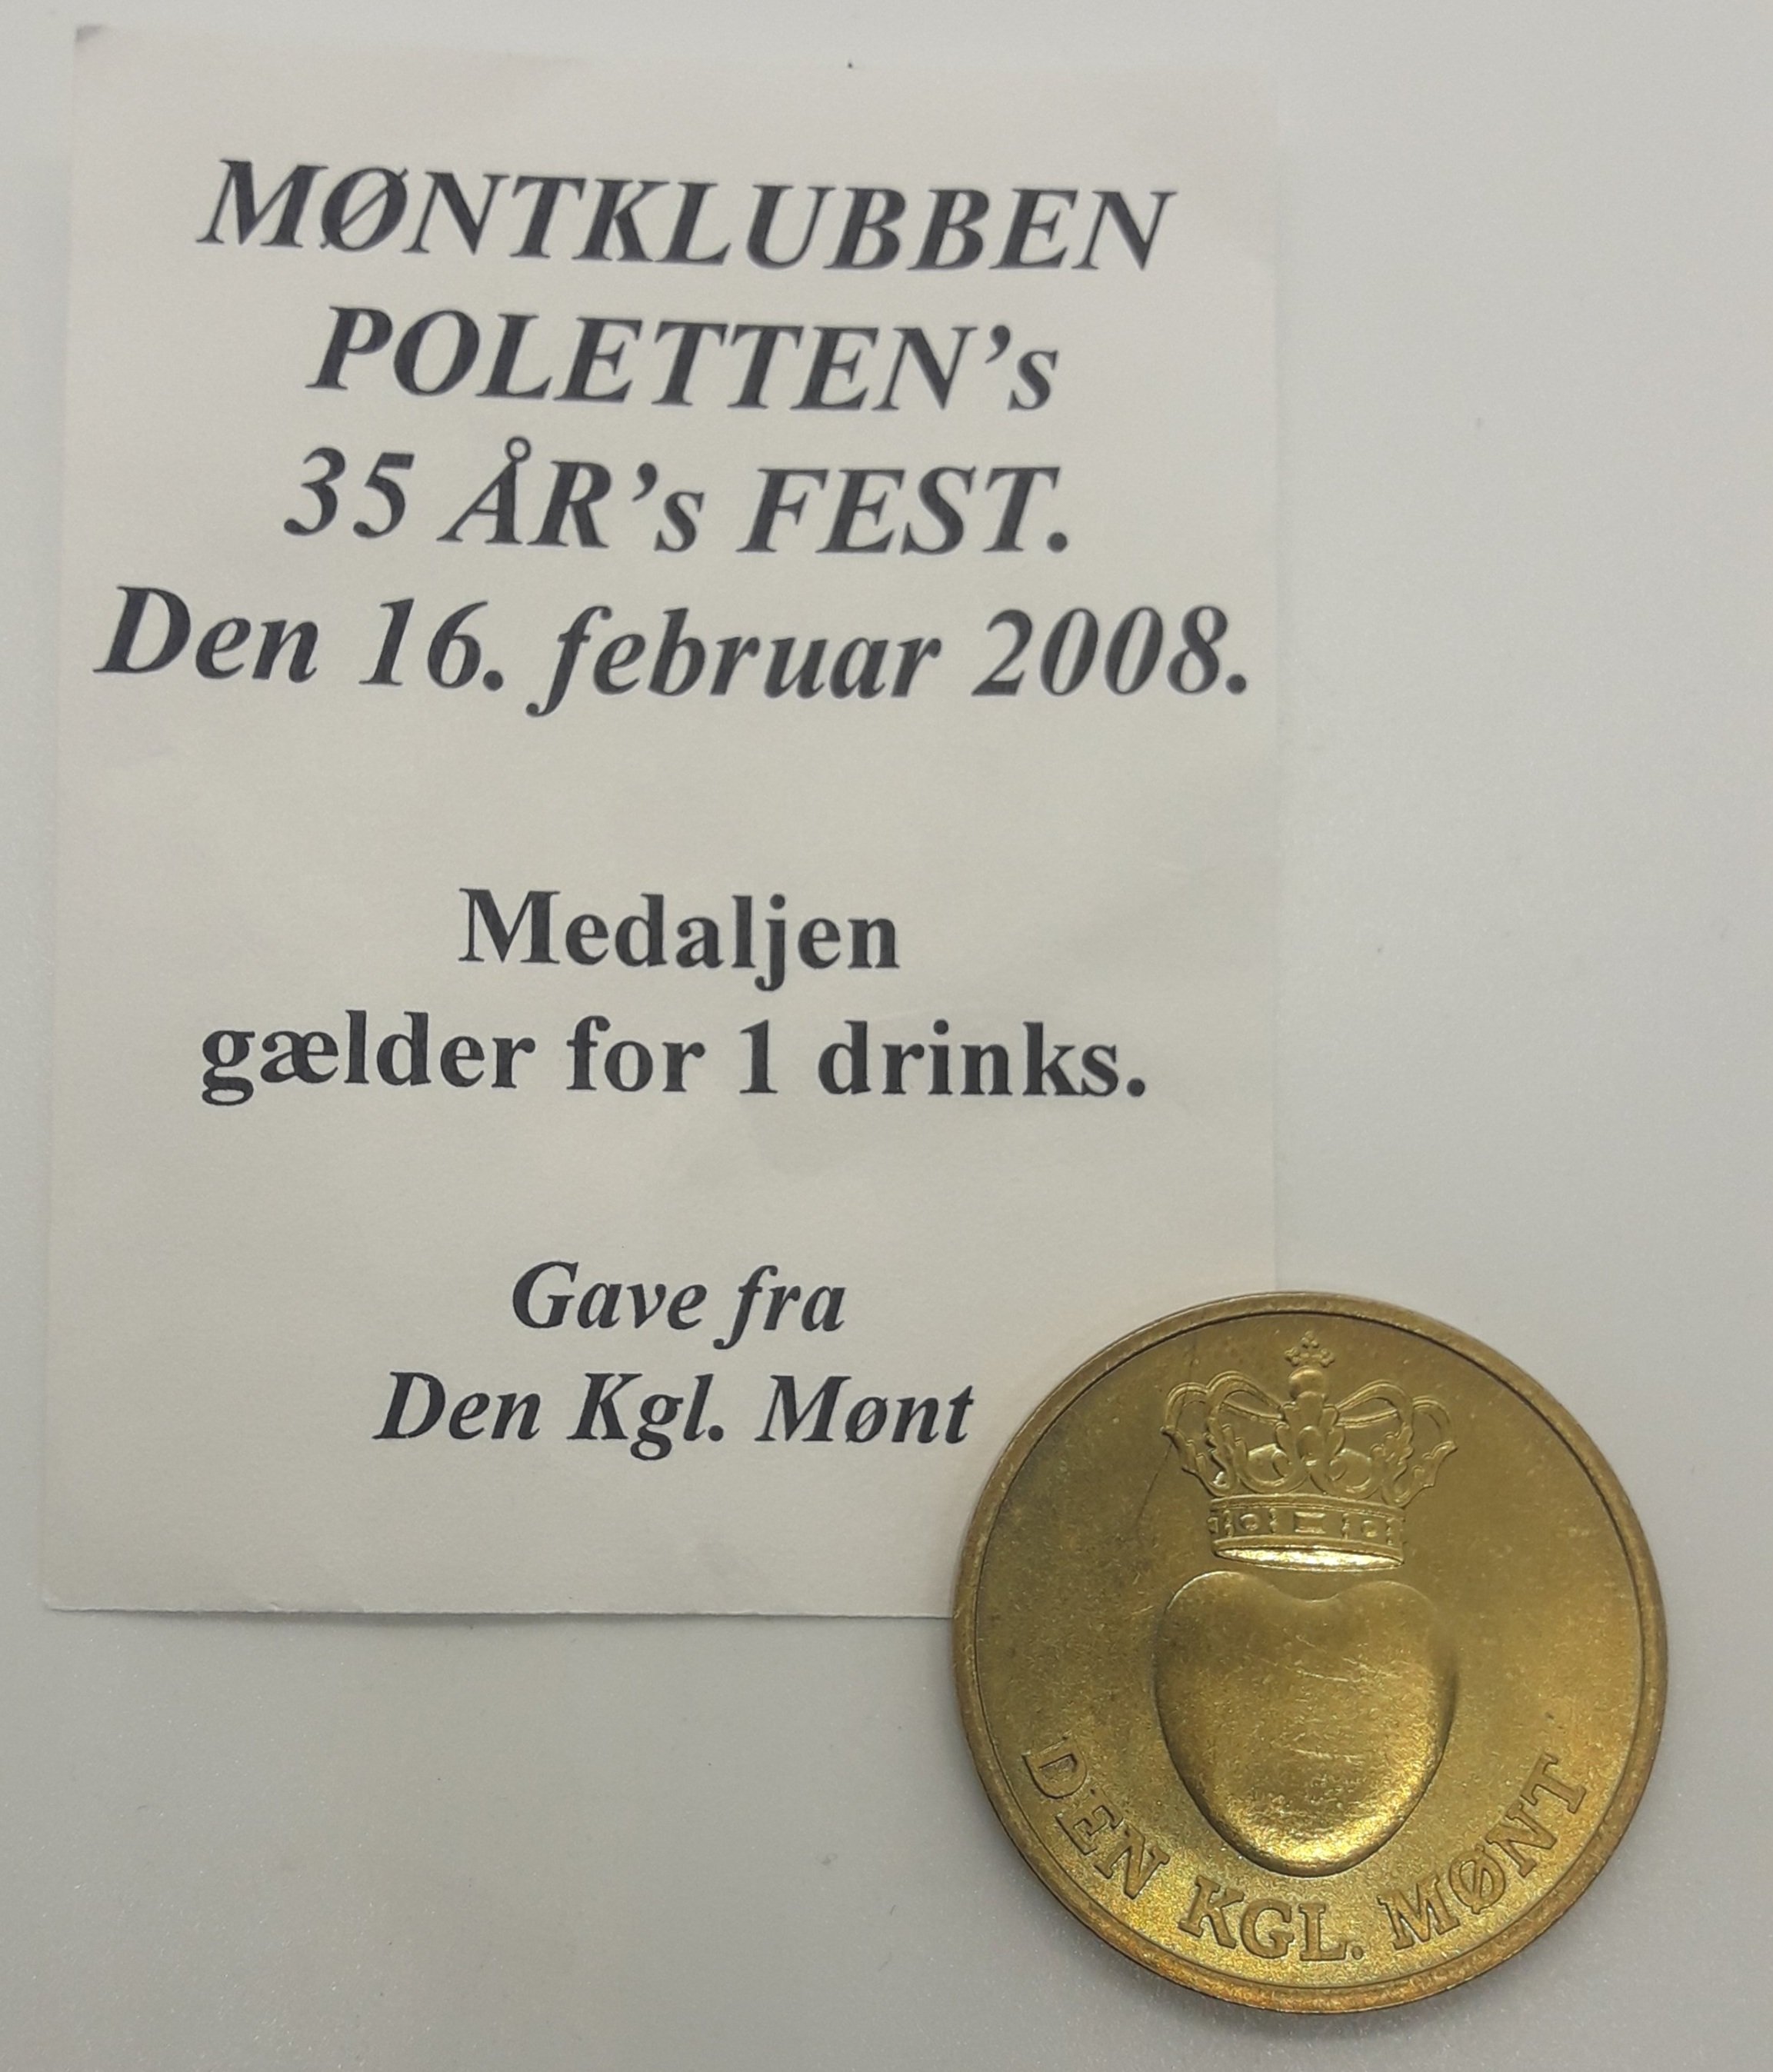 MØNTKLUBBEN
POLETTEN’s
35 ÅR’s FEST.
Den 16. februar 2008.
Medaljen
gælder for 1 drinks.
Gave fra
Den Kgl. Mønt
DEN KGL. MØNT